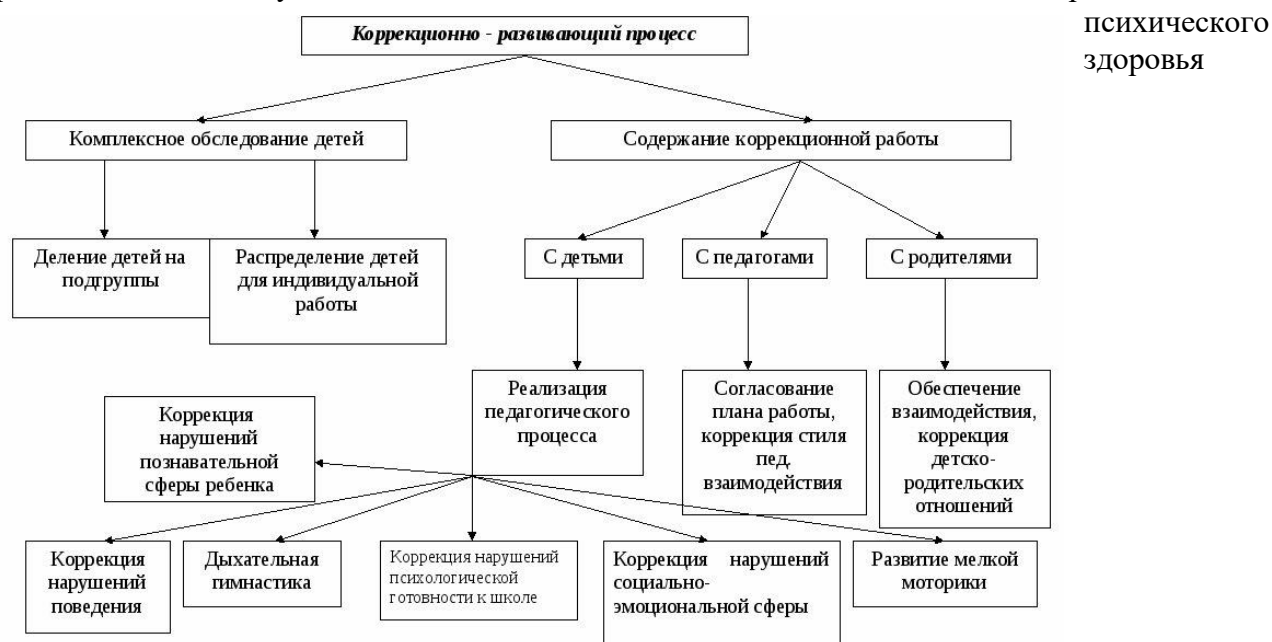 психического
здоровья
Коррекционно - развивающий процесс
Комплексное обследование детей
Содержание коррекционной работы
Деление детей на
подгруппы
Распределение детей
для индивидуальной
работы
С детьми
С педагогами
С родителями
Реализация
педагогического
процесса
Согласование
плана работы,
коррекция стиля
пед.
взаимодействия
Обеспечение
взаимодействия,
коррекция
детско-
родительских
отношений
Коррекция
нарушений
познавательной
сферы ребенка
Коррекция
нарушений
поведения
Дыхательная
гимнастика
Коррекция нарушений
психологической
готовности к школе
Коррекция нарушений
социально-
эмоциональной сферы
Развитие мелкой
моторики